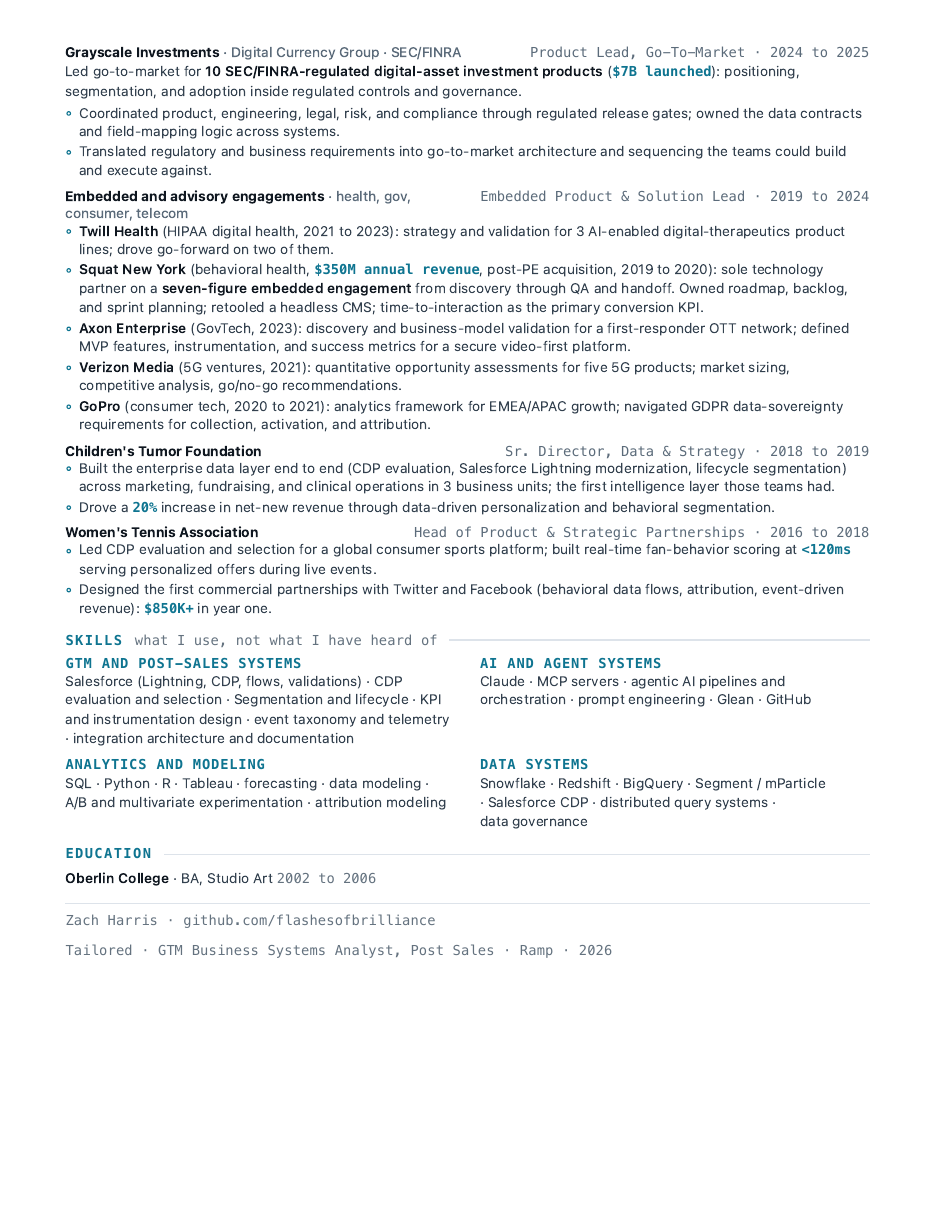 Grayscale Investments · Digital Currency Group · SEC/FINRA Product Lead, Go-To-Market · 2024 to 2025
Led go-to-market for 10 SEC/FINRA-regulated digital-asset investment products ($7B launched): positioning,
segmentation, and adoption inside regulated controls and governance.
Coordinated product, engineering, legal, risk, and compliance through regulated release gates; owned the data contracts
and field-mapping logic across systems.
Translated regulatory and business requirements into go-to-market architecture and sequencing the teams could build
and execute against.
Embedded and advisory engagements · health, gov, Embedded Product & Solution Lead · 2019 to 2024
consumer, telecom
Twill Health (HIPAA digital health, 2021 to 2023): strategy and validation for 3 AI-enabled digital-therapeutics product
lines; drove go-forward on two of them.
Squat New York (behavioral health, $350M annual revenue, post-PE acquisition, 2019 to 2020): sole technology
partner on a seven-figure embedded engagement from discovery through QA and handoff. Owned roadmap, backlog,
and sprint planning; retooled a headless CMS; time-to-interaction as the primary conversion KPI.
Axon Enterprise (GovTech, 2023): discovery and business-model validation for a first-responder OTT network; defined
MVP features, instrumentation, and success metrics for a secure video-first platform.
Verizon Media (5G ventures, 2021): quantitative opportunity assessments for five 5G products; market sizing,
competitive analysis, go/no-go recommendations.
GoPro (consumer tech, 2020 to 2021): analytics framework for EMEA/APAC growth; navigated GDPR data-sovereignty
requirements for collection, activation, and attribution.
Children's Tumor Foundation Sr. Director, Data & Strategy · 2018 to 2019
Built the enterprise data layer end to end (CDP evaluation, Salesforce Lightning modernization, lifecycle segmentation)
across marketing, fundraising, and clinical operations in 3 business units; the first intelligence layer those teams had.
Drove a 20% increase in net-new revenue through data-driven personalization and behavioral segmentation.
Women's Tennis Association Head of Product & Strategic Partnerships · 2016 to 2018
Led CDP evaluation and selection for a global consumer sports platform; built real-time fan-behavior scoring at <120ms
serving personalized offers during live events.
Designed the first commercial partnerships with Twitter and Facebook (behavioral data flows, attribution, event-driven
revenue): $850K+ in year one.
SKILLS what I use, not what I have heard of
GTM AND POST-SALES SYSTEMS
Salesforce (Lightning, CDP, flows, validations) · CDP
evaluation and selection · Segmentation and lifecycle · KPI
and instrumentation design · event taxonomy and telemetry
· integration architecture and documentation
AI AND AGENT SYSTEMS
Claude · MCP servers · agentic AI pipelines and
orchestration · prompt engineering · Glean · GitHub
ANALYTICS AND MODELING
SQL · Python · R · Tableau · forecasting · data modeling ·
A/B and multivariate experimentation · attribution modeling
DATA SYSTEMS
Snowflake · Redshift · BigQuery · Segment / mParticle
· Salesforce CDP · distributed query systems ·
data governance
EDUCATION
Oberlin College · BA, Studio Art 2002 to 2006
Zach Harris · github.com/flashesofbrilliance
Tailored · GTM Business Systems Analyst, Post Sales · Ramp · 2026